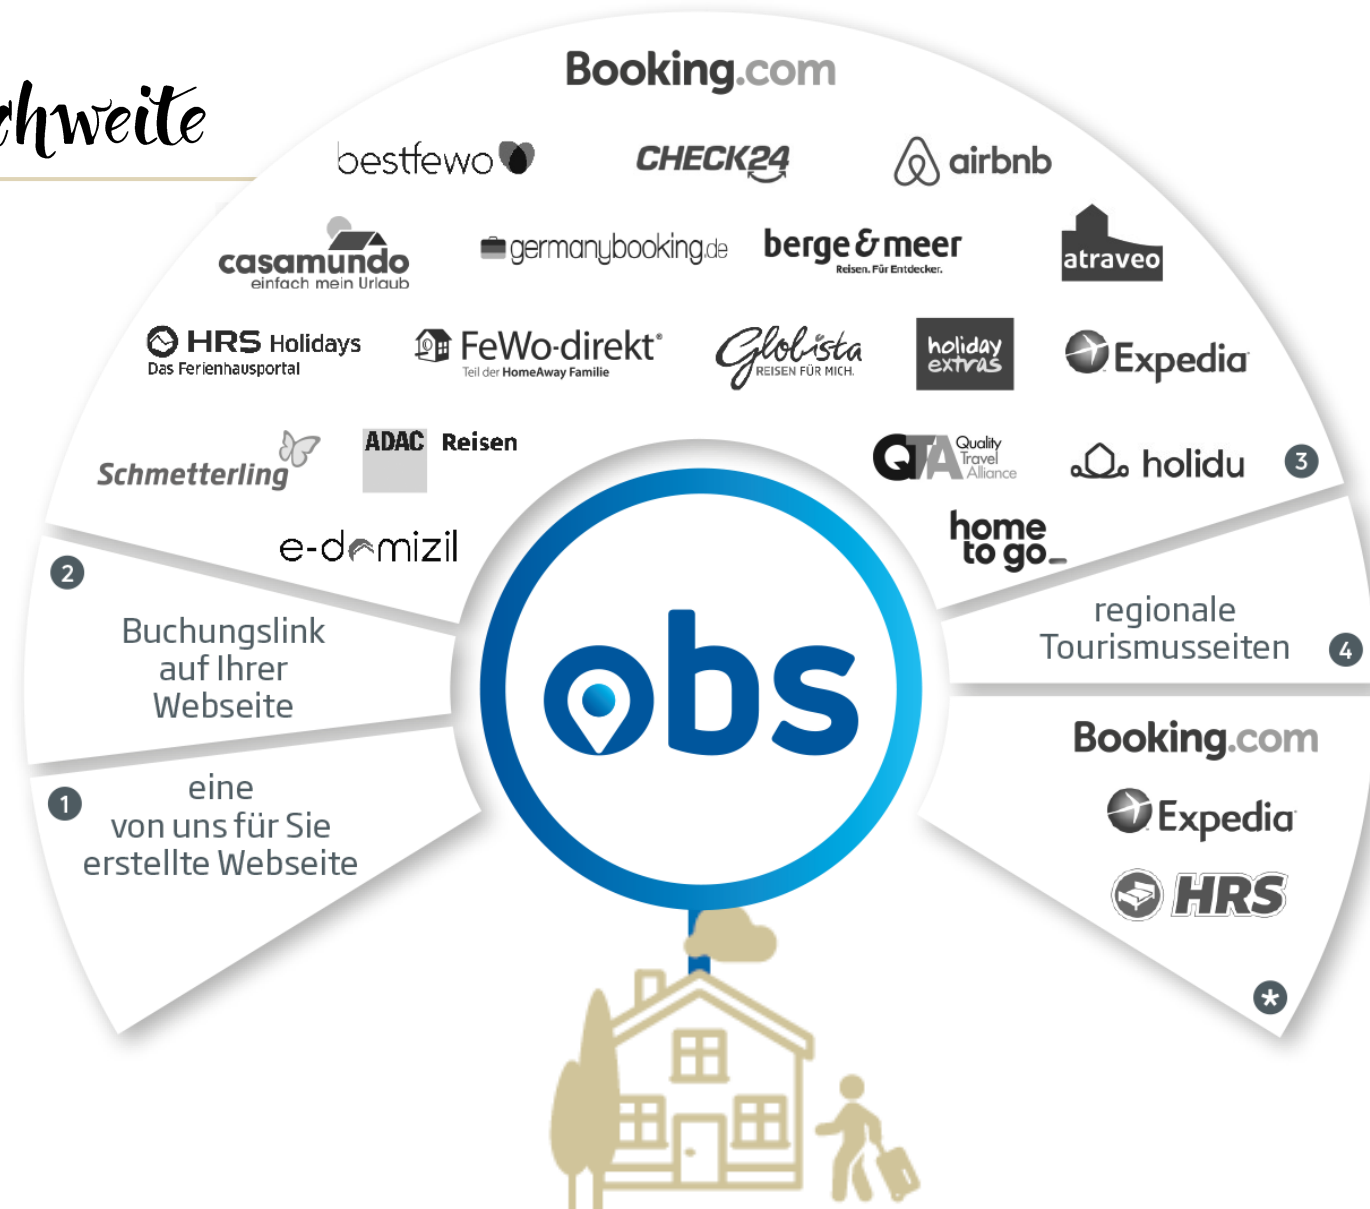 Booking.com
chweite
bestfewo
CHECK24
airbnb
casamundo
einfach mein Urlaub
germanybooking.de
berge & meer
Reisen. Für Entdecker.
atraveo
HRS Holidays
Das Ferienhausportal
FeWo-direkt®
Teil der HomeAway Familie
Globista
REISEN FÜR MICH.
holiday
extras
Expedia
Schmetterling
ADAC Reisen
QTA
Quality
Travel
Alliance
holidu
3
e-domizil
home
to go
2
Buchungslink
auf Ihrer
Webseite
obs
regionale
Tourismusseiten
4
1
eine
von uns für Sie
erstellte Webseite
Booking.com
Expedia
HRS
*